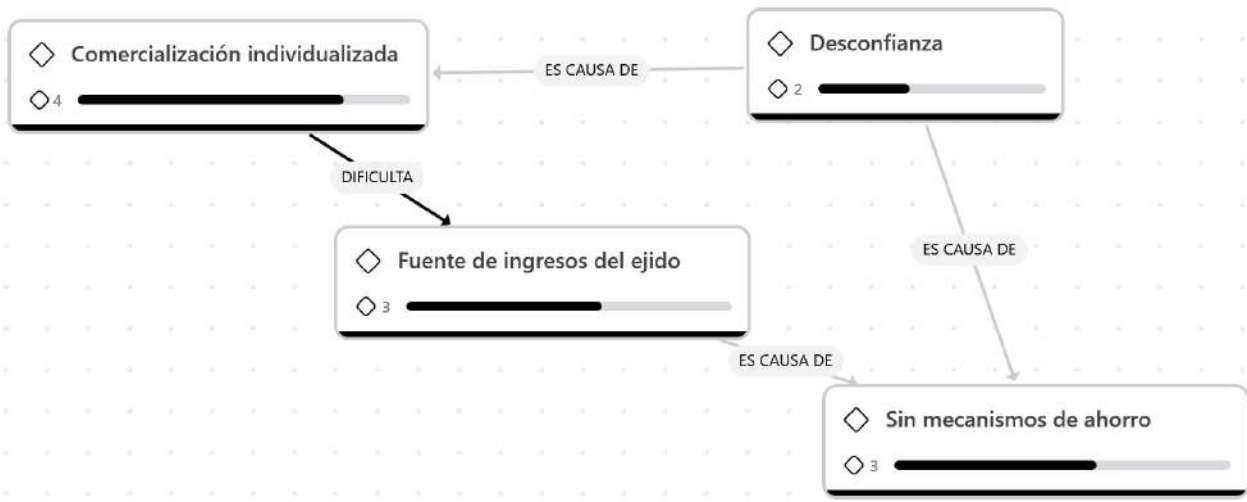 Comercialización individualizada
4
ES CAUSA DE
Desconfianza
2
DIFICULTA
Fuente de ingresos del ejido
3
ES CAUSA DE
ES CAUSA DE
Sin mecanismos de ahorro
3